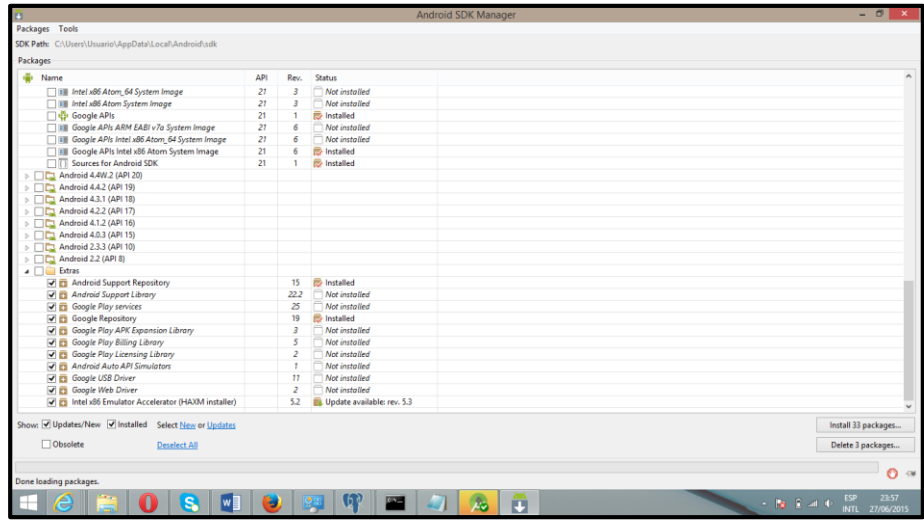 Android SDK Manager
Packages Tools
SDK Path: C:\Users\Usuario\AppData\Local\Android\sdk
Packages
Name API Rev. Status
Intel x86 Atom_64 System Image 21 3 Not installed
Intel x86 Atom System Image 21 3 Not installed
Google APIs 21 1 Installed
Google APIs ARM EABI v7a System Image 21 6 Not installed
Google APIs Intel x86 Atom_64 System Image 21 6 Not installed
Google APIs Intel x86 Atom System Image 21 6 Installed
Sources for Android SDK 21 1 Installed
Android 4.4W.2 (API 20)
Android 4.4.2 (API 19)
Android 4.3.1 (API 18)
Android 4.2.2 (API 17)
Android 4.1.2 (API 16)
Android 4.0.3 (API 15)
Android 2.3.3 (API 10)
Android 2.2 (API 8)
Extras
Android Support Repository 15 Installed
Android Support Library 22.2 Not installed
Google Play services 25 Not installed
Google Repository 19 Installed
Google Play APK Expansion Library 3 Not installed
Google Play Billing Library 5 Not installed
Google Play Licensing Library 2 Not installed
Android Auto API Simulators 1 Not installed
Google USB Driver 11 Not installed
Google Web Driver 2 Not installed
Intel x86 Emulator Accelerator (HAXM installer) 5.2 Update available: rev. 5.3
Show: Updates/New Installed Select New or Updates Install 33 packages...
Obsolete Deselect All Delete 3 packages...
Done loading packages.
ESP 23:57
INTL 27/06/2015